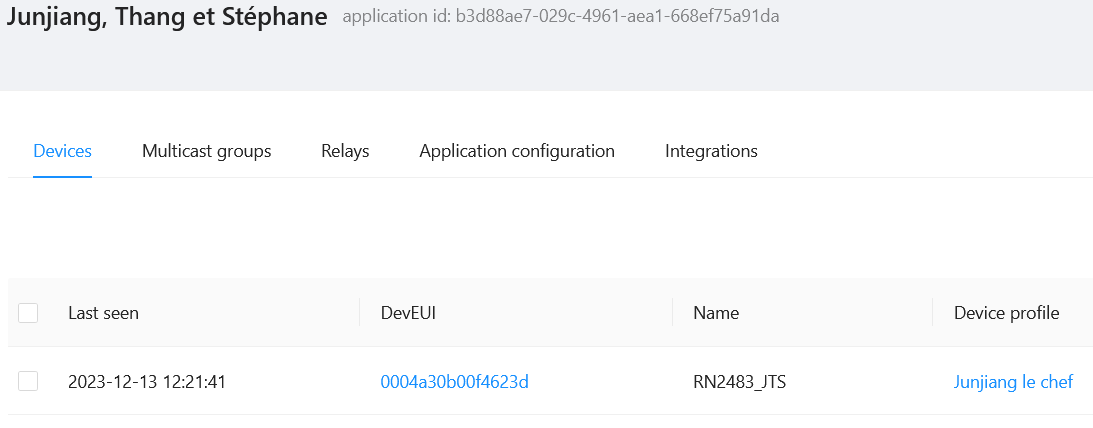 Junjiang, Thang et Stéphane application id: b3d88ae7-029c-4961-aea1-668ef75a91da
Devices Multicast groups Relays Application configuration Integrations
Last seen DevEUI Name Device profile
2023-12-13 12:21:41 0004a30b00f4623d RN2483_JTS Junjiang le chef